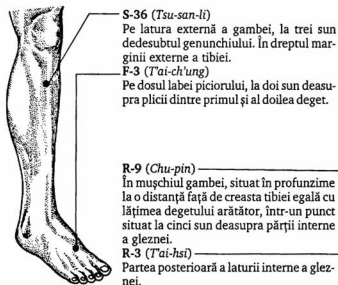 S-36 (Tsu-san-li)
Pe latura externă a gambei, la trei sun
dedesubtul genunchiului. În dreptul mar-
ginii externe a tibiei.
F-3 (T'ai-ch'ung)
Pe dosul labei piciorului, la doi sun deasu-
pra plicii dintre primul și al doilea deget.
R-9 (Chu-pin)
În mușchiul gambei, situat în profunzime
la o distanță față de creasta tibiei egală cu
lățimea degetului arătător, într-un punct
situat la cinci sun deasupra părții interne
a gleznei.
R-3 (T'ai-hsi)
Partea posterioară a laturii interne a glez-
nei.